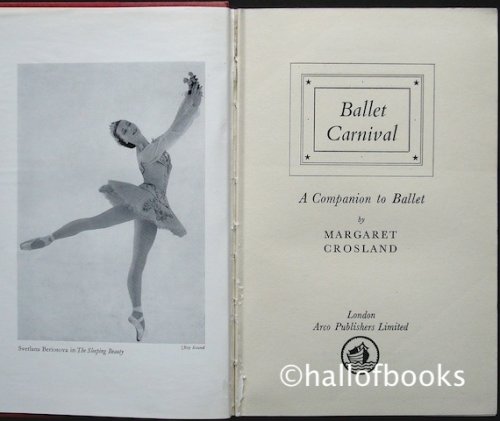 Svetlana Beriosova in The Sleeping Beauty
Ballet
Carnival
A Companion to Ballet
by
MARGARET
CROSLAND
London
Arco Publishers Limited
©hallofbooks